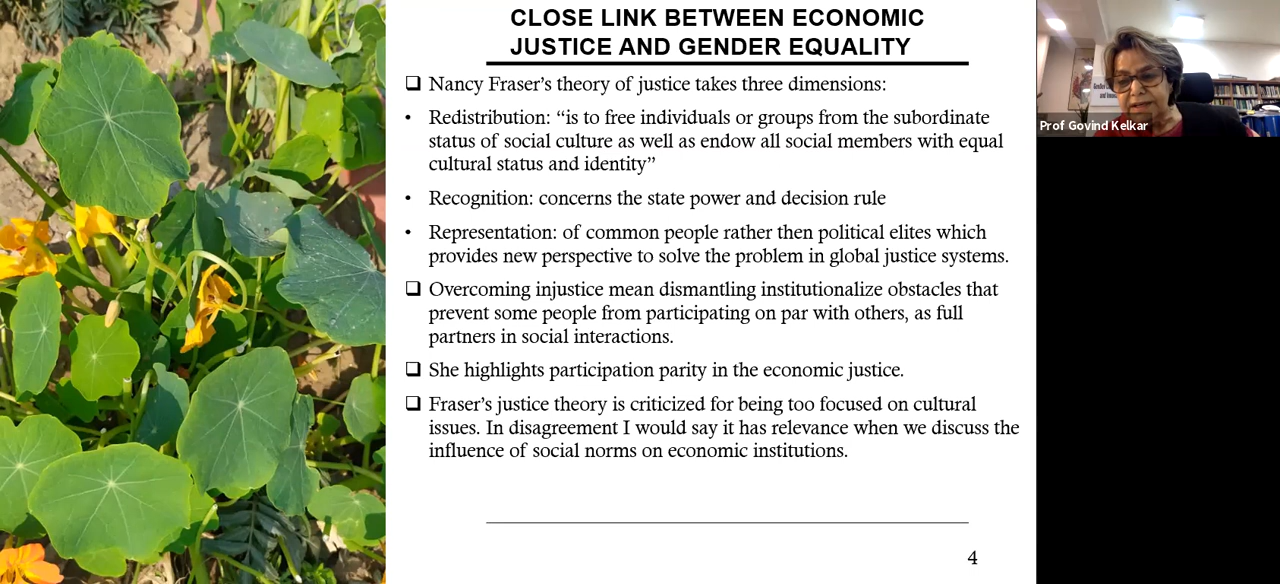 CLOSE LINK BETWEEN ECONOMIC
JUSTICE AND GENDER EQUALITY
❑ Nancy Fraser’s theory of justice takes three dimensions:
• Redistribution: “is to free individuals or groups from the subordinate
status of social culture as well as endow all social members with equal
cultural status and identity”
• Recognition: concerns the state power and decision rule
• Representation: of common people rather then political elites which
provides new perspective to solve the problem in global justice systems.
❑ Overcoming injustice mean dismantling institutionalize obstacles that
prevent some people from participating on par with others, as full
partners in social interactions.
❑ She highlights participation parity in the economic justice.
❑ Fraser’s justice theory is criticized for being too focused on cultural
issues. In disagreement I would say it has relevance when we discuss the
influence of social norms on economic institutions.
4
Prof Govind Kelkar